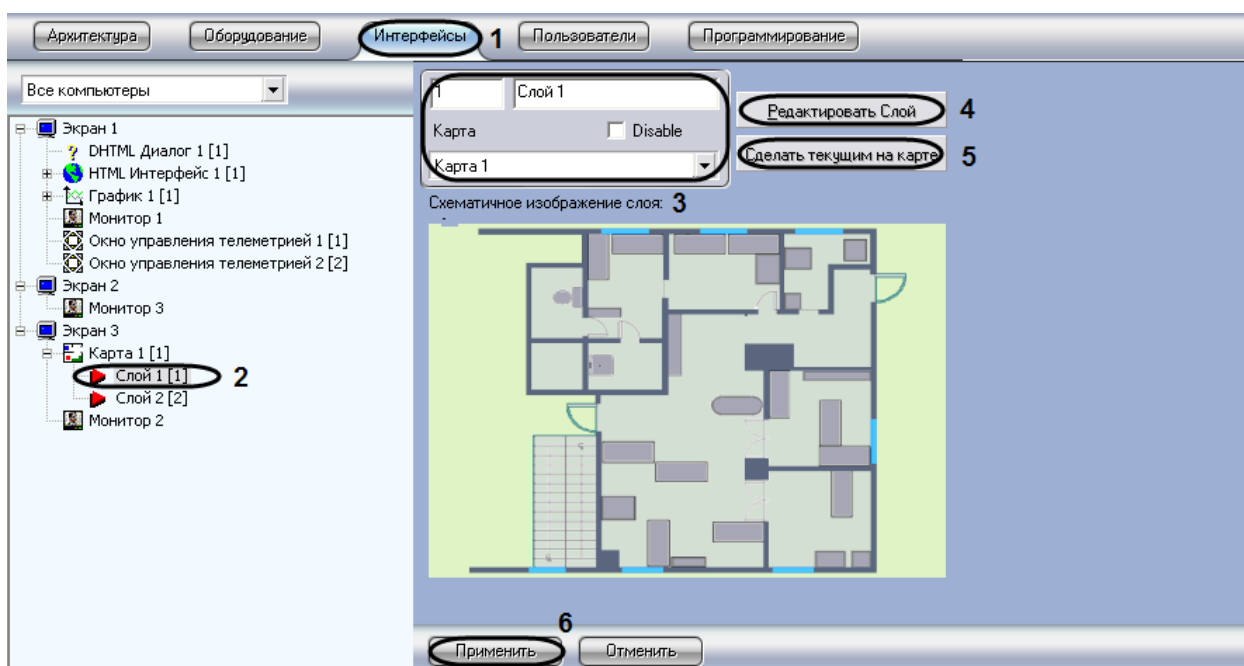 Архитектура Оборудование Интерфейсы 1 Пользователи Программирование
Все компьютеры
Экран 1
DHTML Диалог 1 [1]
HTML Интерфейс 1 [1]
График 1 [1]
Монитор 1
Окно управления телеметрией 1 [1]
Окно управления телеметрией 2 [2]
Экран 2
Монитор 3
Экран 3
Карта 1 [1]
Слой 1 [1] 2
Слой 2 [2]
Монитор 2
1 Слой 1
Карта Disable
Карта 1
Редактировать Слой 4
Сделать текущим на карте 5
Схематичное изображение слоя: 3
6
Применить Отменить